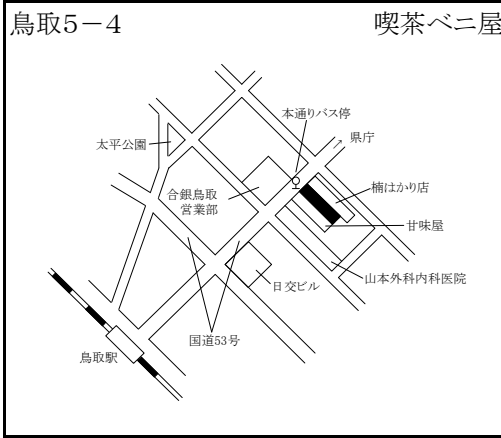 鳥取5－4
喫茶ベニ屋
本通りバス停
県庁
太平公園
楠はかり店
合銀鳥取
営業部
甘味屋
山本外科内科医院
日交ビル
国道53号
鳥取駅